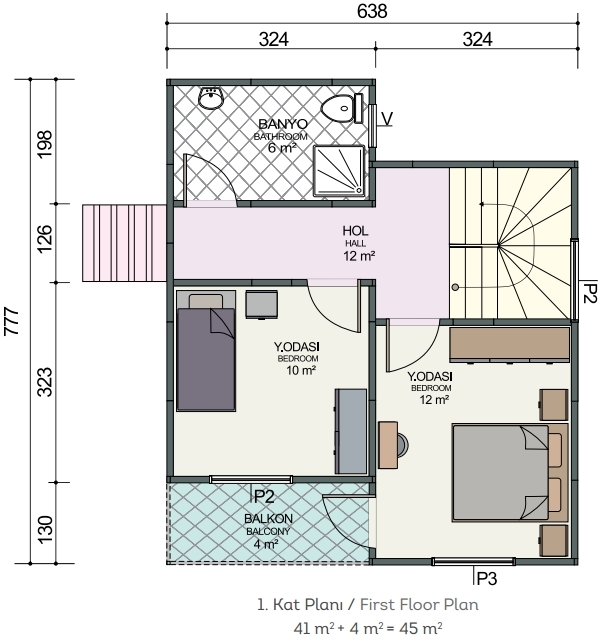 638
324
324
198
126
777
323
130
BANYO
BATHROOM
6 m²
V
HOL
HALL
12 m²
P2
Y.ODASI
BEDROOM
10 m²
Y.ODASI
BEDROOM
12 m²
P2
BALKON
BALCONY
4 m²
P3
1. Kat Planı / First Floor Plan
41 m² + 4 m² = 45 m²